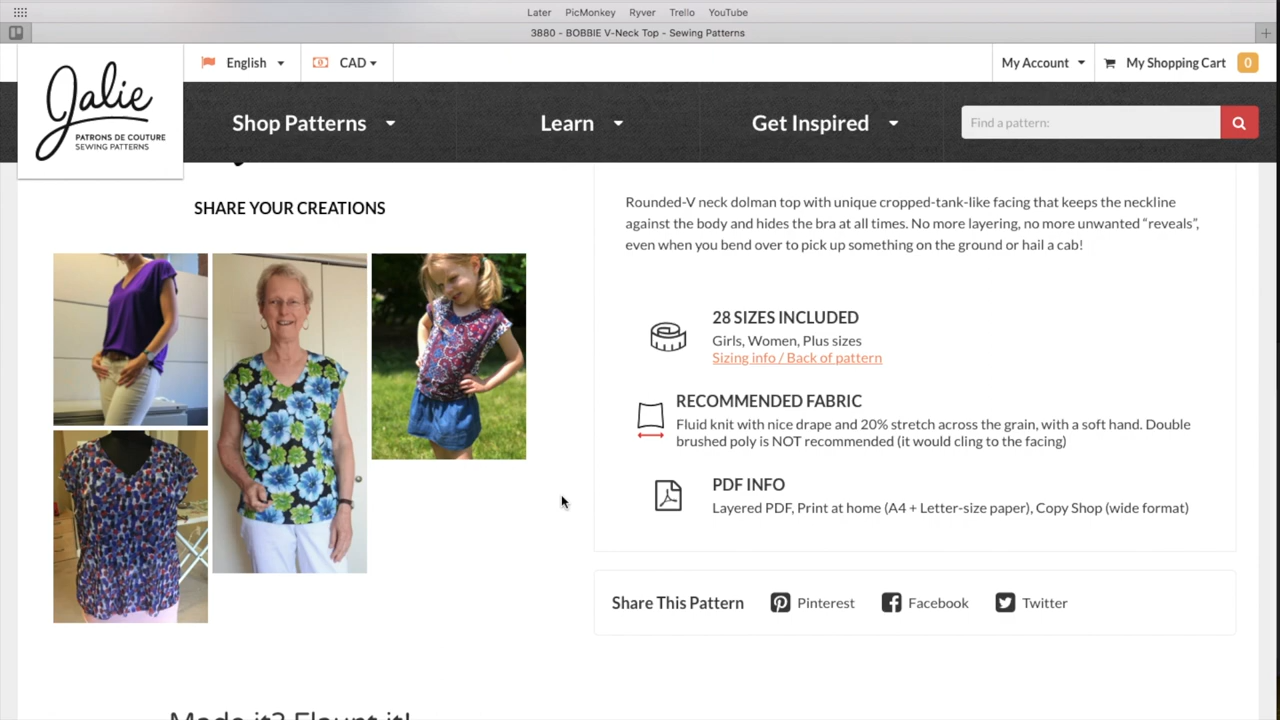 Later PicMonkey Ryver Trello YouTube
3880 - BOBBIE V-Neck Top - Sewing Patterns
English CAD My Account My Shopping Cart 0
Jalie
PATRONS DE COUTURE
SEWING PATTERNS
Shop Patterns Learn Get Inspired Find a pattern:
SHARE YOUR CREATIONS
Rounded-V neck dolman top with unique cropped-tank-like facing that keeps the neckline
against the body and hides the bra at all times. No more layering, no more unwanted “reveals”,
even when you bend over to pick up something on the ground or hail a cab!
28 SIZES INCLUDED
Girls, Women, Plus sizes
Sizing info / Back of pattern
RECOMMENDED FABRIC
Fluid knit with nice drape and 20% stretch across the grain, with a soft hand. Double
brushed poly is NOT recommended (it would cling to the facing)
PDF INFO
Layered PDF, Print at home (A4 + Letter-size paper), Copy Shop (wide format)
Share This Pattern Pinterest Facebook Twitter
Made it? Flaunt it!